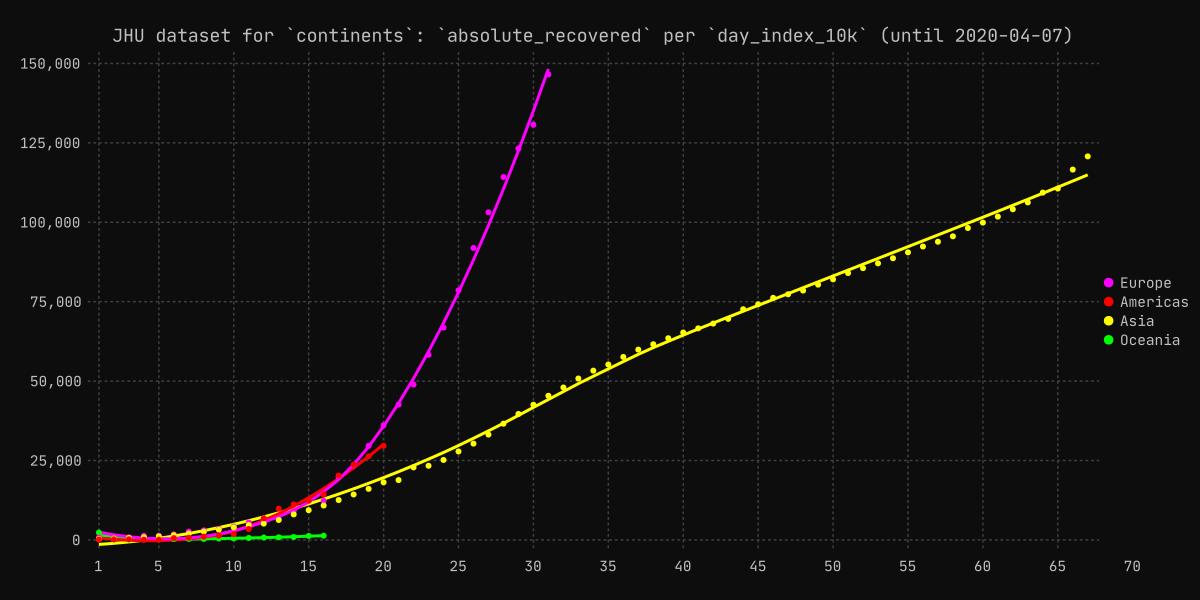 JHU dataset for `continents`: `absolute_recovered` per `day_index_10k` (until 2020-04-07)
150,000
125,000
100,000
75,000
50,000
25,000
0
Europe
Americas
Asia
Oceania
1 5 10 15 20 25 30 35 40 45 50 55 60 65 70